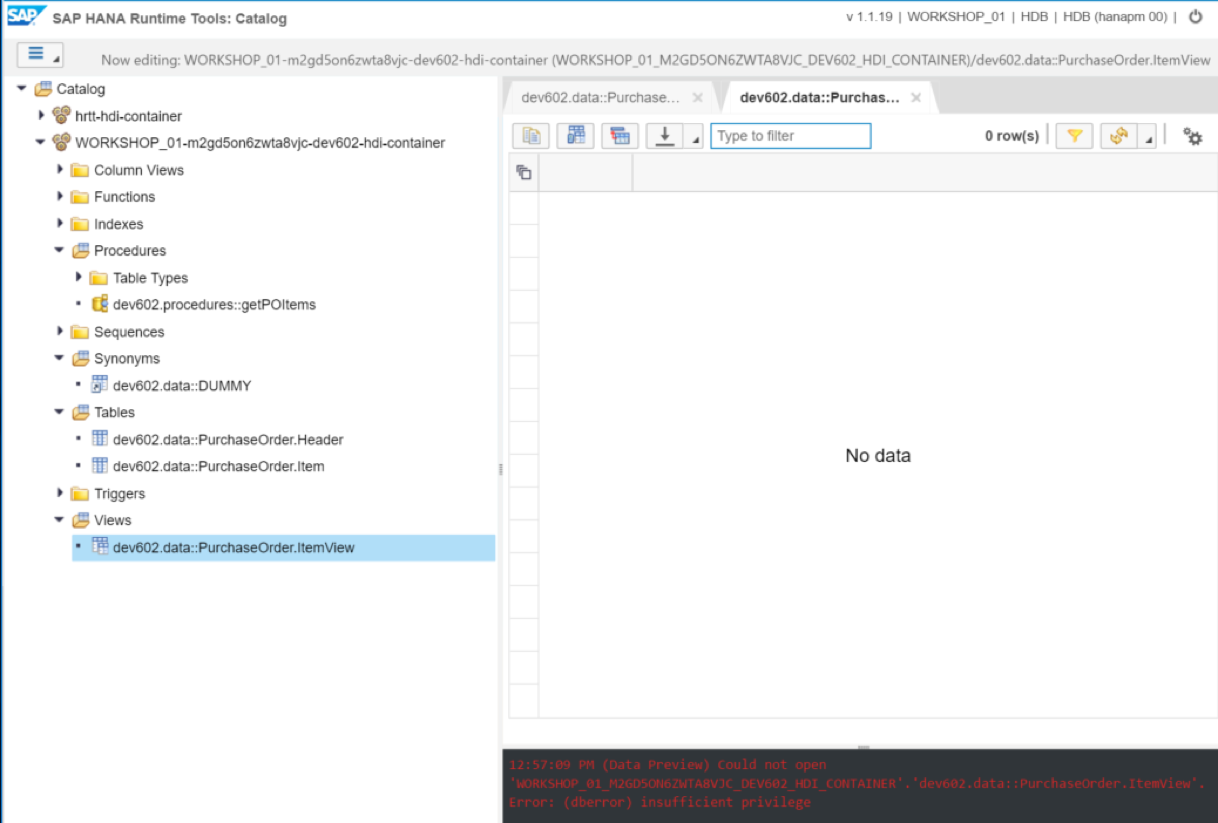 SAP SAP HANA Runtime Tools: Catalog
v 1.1.19 | WORKSHOP_01 | HDB | HDB (hanapm 00) |
Now editing: WORKSHOP_01-m2gd5on6zwta8vjc-dev602-hdi-container (WORKSHOP_01_M2GD5ON6ZWTA8VJC_DEV602_HDI_CONTAINER)/dev602.data::PurchaseOrder.ItemView
Catalog
hrtt-hdi-container
WORKSHOP_01-m2gd5on6zwta8vjc-dev602-hdi-container
Column Views
Functions
Indexes
Procedures
Table Types
dev602.procedures::getPOItems
Sequences
Synonyms
dev602.data::DUMMY
Tables
dev602.data::PurchaseOrder.Header
dev602.data::PurchaseOrder.Item
Triggers
Views
dev602.data::PurchaseOrder.ItemView
dev602.data::Purchase...
dev602.data::Purchas...
Type to filter
0 row(s)
No data
12:57:09 PM (Data Preview) Could not open
'WORKSHOP_01_M2GD5ON6ZWTA8VJC_DEV602_HDI_CONTAINER'.'dev602.data::PurchaseOrder.ItemView'.
Error: (dberror) insufficient privilege